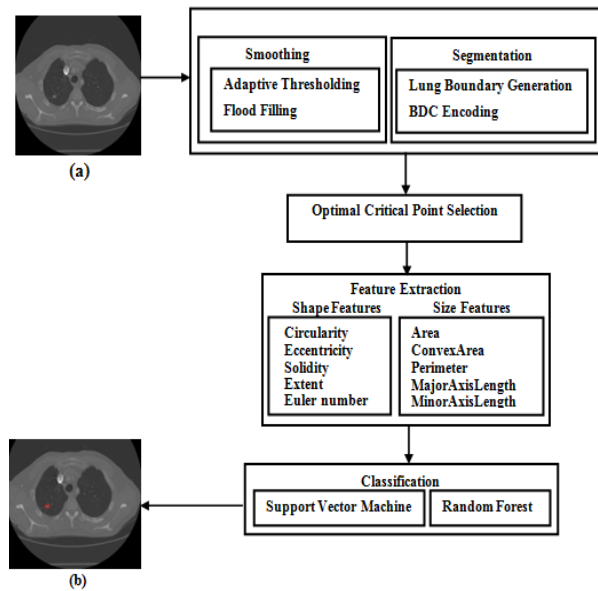 Smoothing
Adaptive Thresholding
Flood Filling
Segmentation
Lung Boundary Generation
BDC Encoding
(a)
Optimal Critical Point Selection
Feature Extraction
Shape Features
Circularity
Eccentricity
Solidity
Extent
Euler number
Size Features
Area
ConvexArea
Perimeter
MajorAxisLength
MinorAxisLength
Classification
Support Vector Machine
Random Forest
(b)